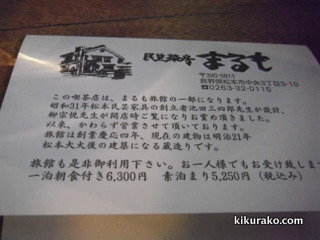 民芸旅亭 まるも
〒390-0811
長野県松本市中央3丁目3-10
☎0263-32-0115
この喫茶店は、まるも旅館の一部になります。
昭和31年松本民芸家具の創立者池田三四郎先生が設計、
柳宗悦先生が開店時ご覧になりお賞め頂きました。
以来、かわらず営業させて頂いております。
旅館は創業慶応四年、現在の建物は明治21年
松本大火後の建築になる蔵造りです。
旅館も是非御利用下さい。お一人様でもお受け致しま
一泊朝食付き6,300円 素泊まり5,250円(税込み)
kikurako.com